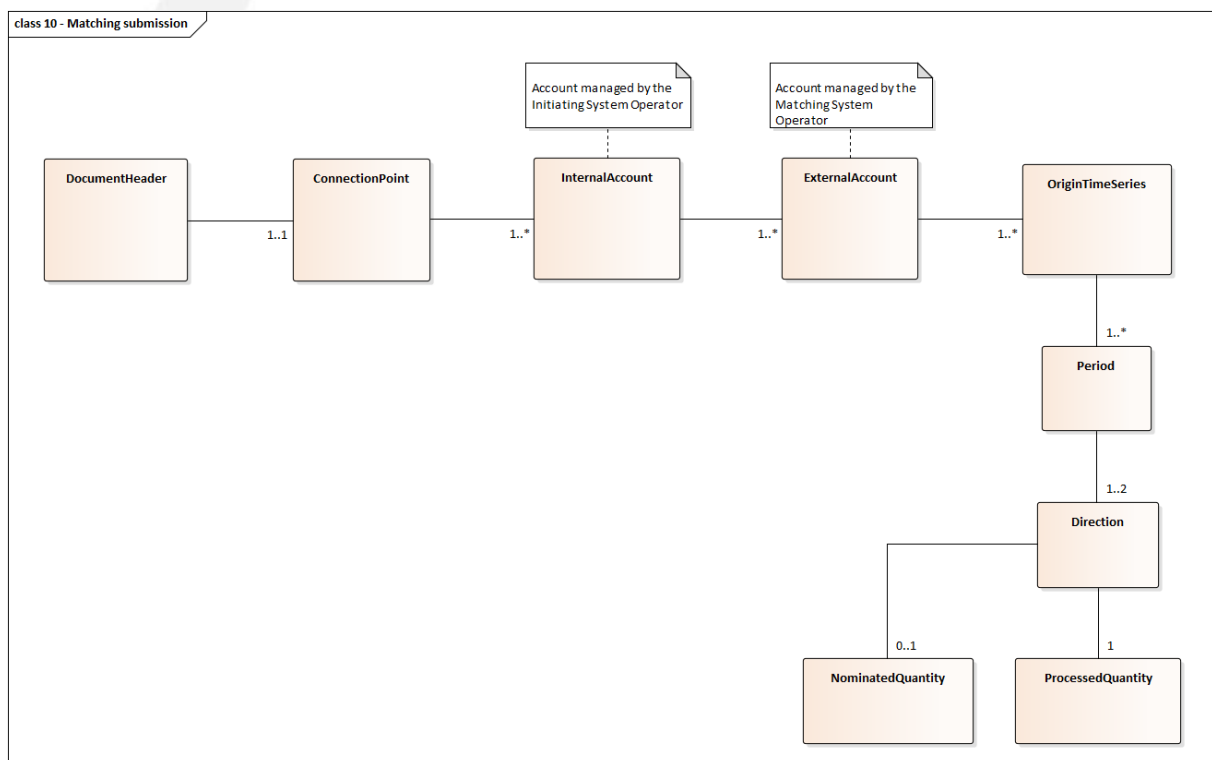 class 10 - Matching submission
Account managed by the
Initiating System Operator
Account managed by the
Matching System
Operator
DocumentHeader
ConnectionPoint
InternalAccount
ExternalAccount
OriginTimeSeries
1..1
1..*
1..*
1..*
1..*
Period
1..2
Direction
0..1
1
NominatedQuantity
ProcessedQuantity